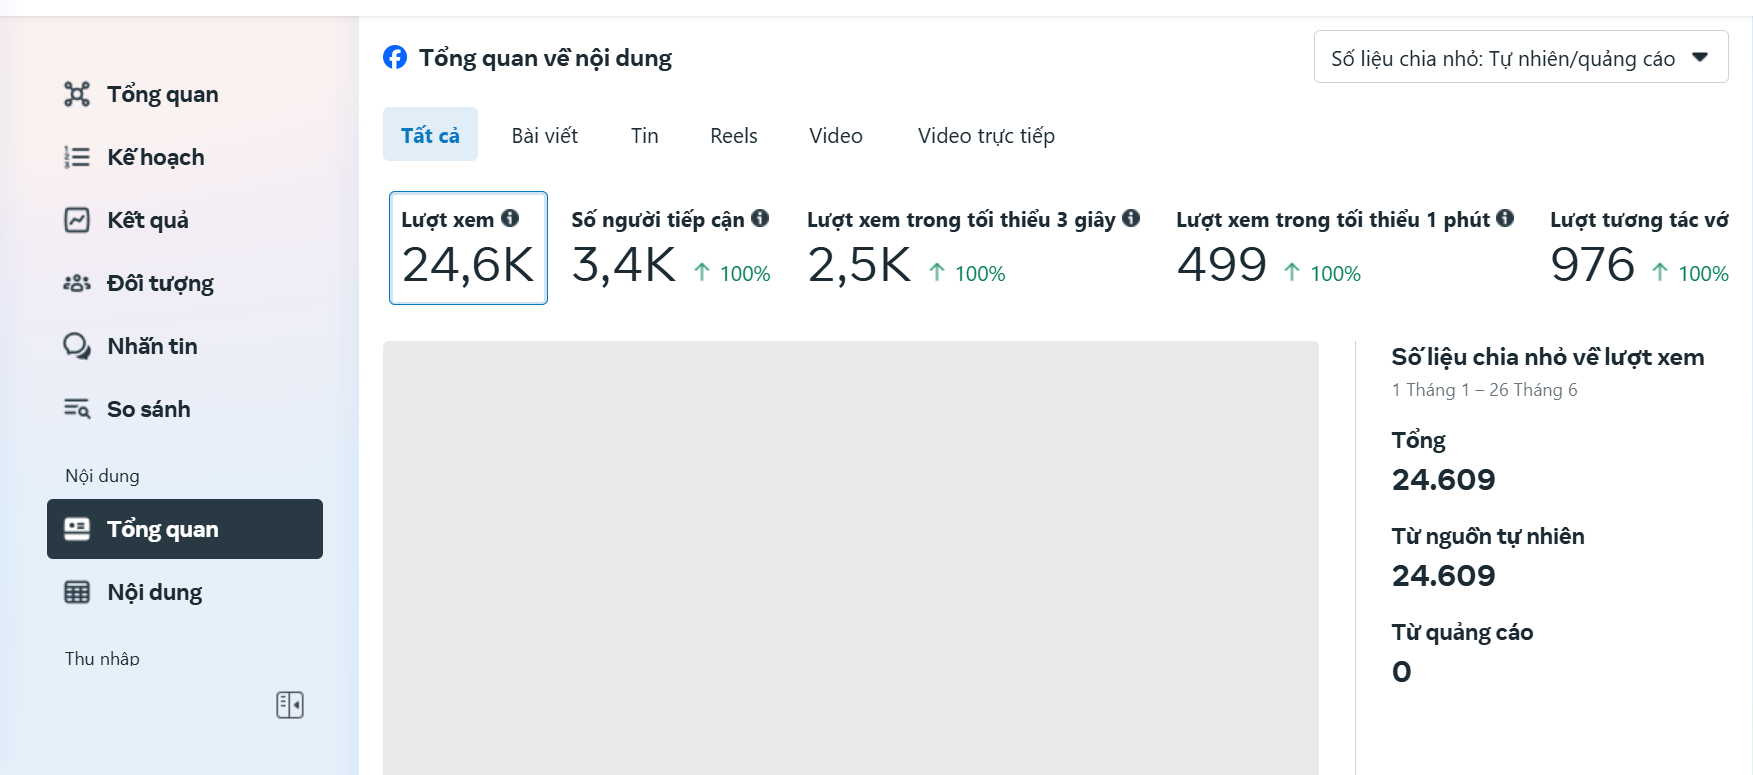 Tổng quan
Kế hoạch
Kết quả
Đối tượng
Nhắn tin
So sánh
Nội dung
Tổng quan
Nội dung
Thu nhập
Tổng quan về nội dung
Số liệu chia nhỏ: Tự nhiên/quảng cáo
Tất cả Bài viết Tin Reels Video Video trực tiếp
Lượt xem Số người tiếp cận Lượt xem trong tối thiểu 3 giây Lượt xem trong tối thiểu 1 phút Lượt tương tác vớ
24,6K 3,4K 100% 2,5K 100% 499 100% 976 100%
Số liệu chia nhỏ về lượt xem
1 Tháng 1 – 26 Tháng 6
Tổng
24.609
Từ nguồn tự nhiên
24.609
Từ quảng cáo
0